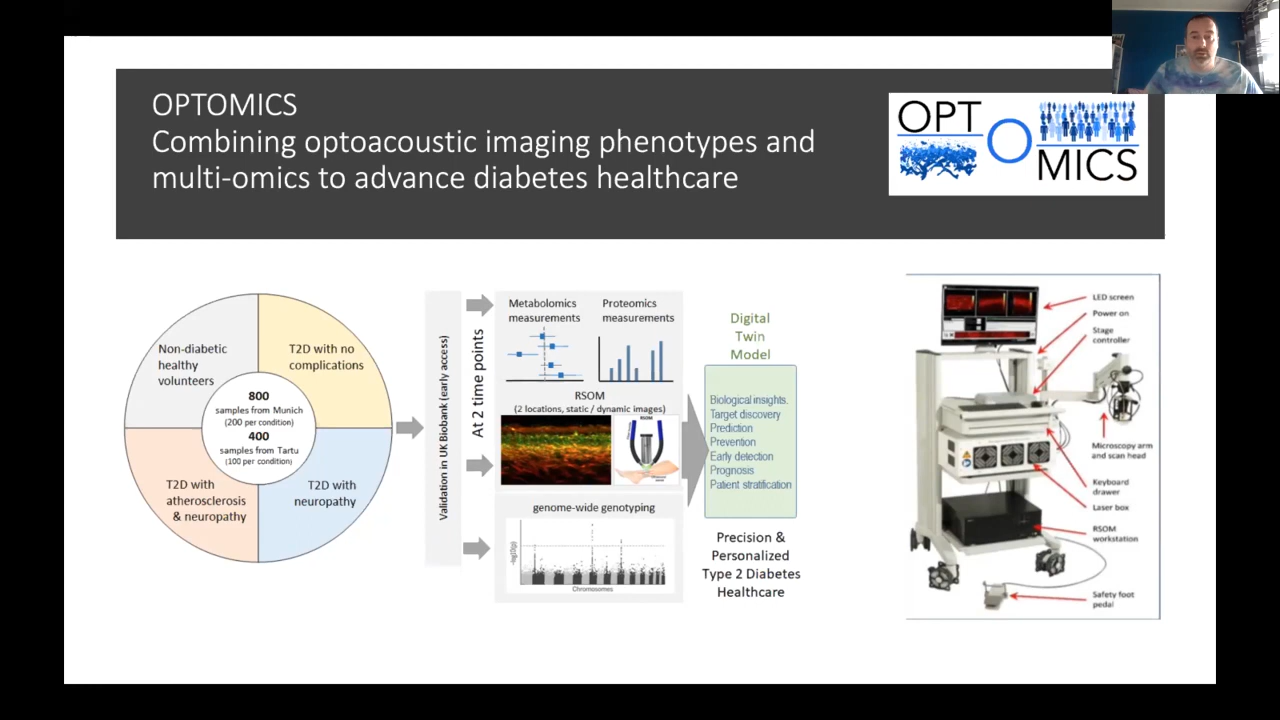 OPTOMICS
Combining optoacoustic imaging phenotypes and
multi-omics to advance diabetes healthcare
OPT
O
MICS
Non-diabetic
healthy
volunteers
T2D with no
complications
800
samples from Munich
(200 per condition)
400
samples from Tartu
(100 per condition)
T2D with
atherosclerosis
& neuropathy
T2D with
neuropathy
Validation in UK Biobank (early access)
At 2 time points
Metabolomics
measurements
Proteomics
measurements
RSOM
(2 locations, static / dynamic images)
RSOM
genome-wide genotyping
-log10(p)
Chromosomes
Digital
Twin
Model
Biological insights.
Target discovery
Prediction
Prevention
Early detection
Prognosis
Patient stratification
Precision &
Personalized
Type 2 Diabetes
Healthcare
LED screen
Power on
Stage
controller
Microscopy arm
and scan head
Keyboard
drawer
Laser box
RSOM
workstation
Safety foot
pedal